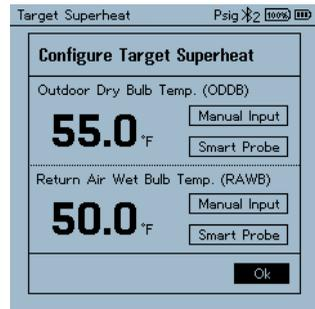 Target Superheat Psig 2 100%
Configure Target Superheat
Outdoor Dry Bulb Temp. (ODDB)
55.0 °F
Manual Input
Smart Probe
Return Air Wet Bulb Temp. (RAWB)
50.0 °F
Manual Input
Smart Probe
Ok